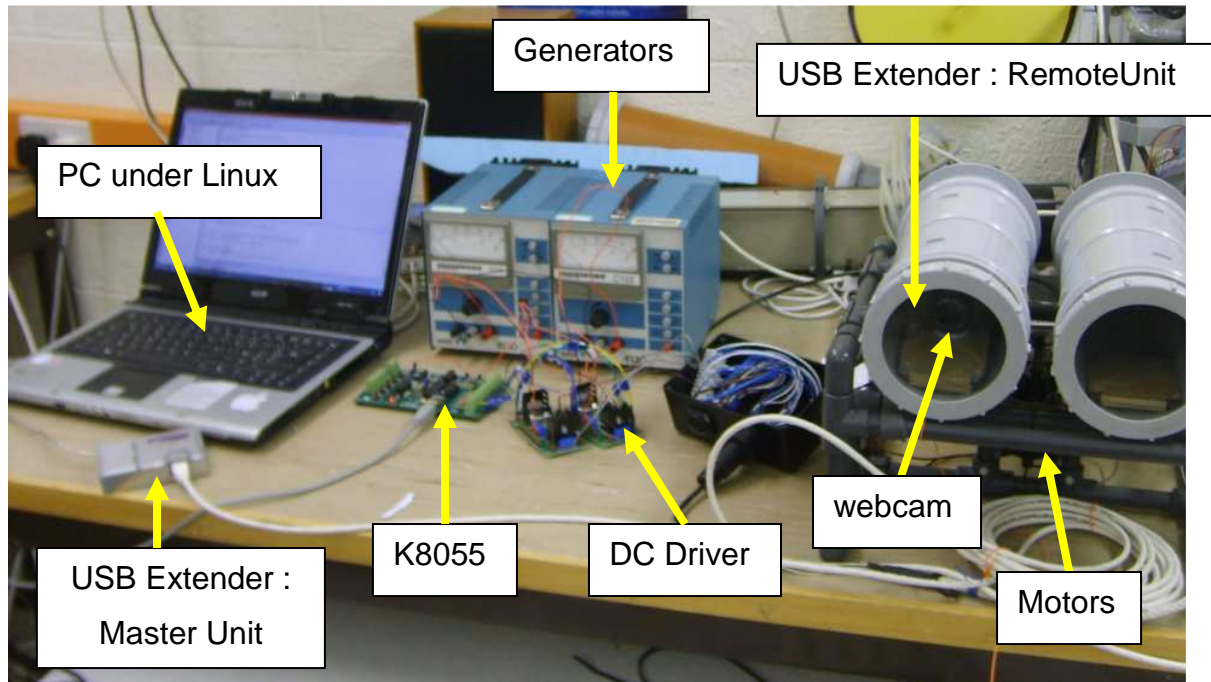 Generators
USB Extender : RemoteUnit
PC under Linux
webcam
K8055
DC Driver
USB Extender :
Master Unit
Motors